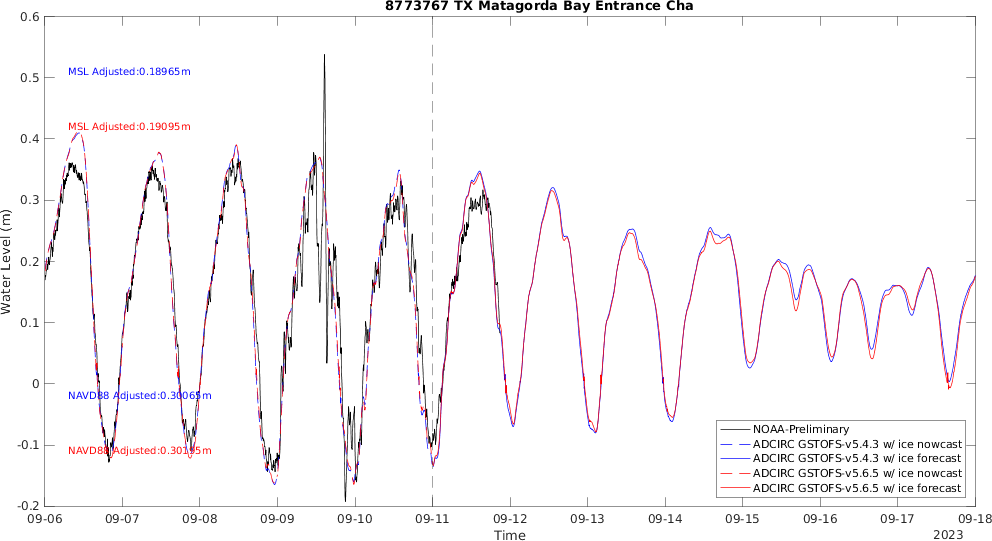 8773767 TX Matagorda Bay Entrance Cha
0.6
0.5
0.4
0.3
0.2
0.1
0
-0.1
-0.2
Water Level (m)
MSL Adjusted:0.18965m
MSL Adjusted:0.19095m
NAVD88 Adjusted:0.30065m
NAVD88 Adjusted:0.30195m
NOAA-Preliminary
ADCIRC GSTOFS-v5.4.3 w/ ice nowcast
ADCIRC GSTOFS-v5.4.3 w/ ice forecast
ADCIRC GSTOFS-v5.6.5 w/ ice nowcast
ADCIRC GSTOFS-v5.6.5 w/ ice forecast
09-06 09-07 09-08 09-09 09-10 09-11 09-12 09-13 09-14 09-15 09-16 09-17 09-18
Time
2023